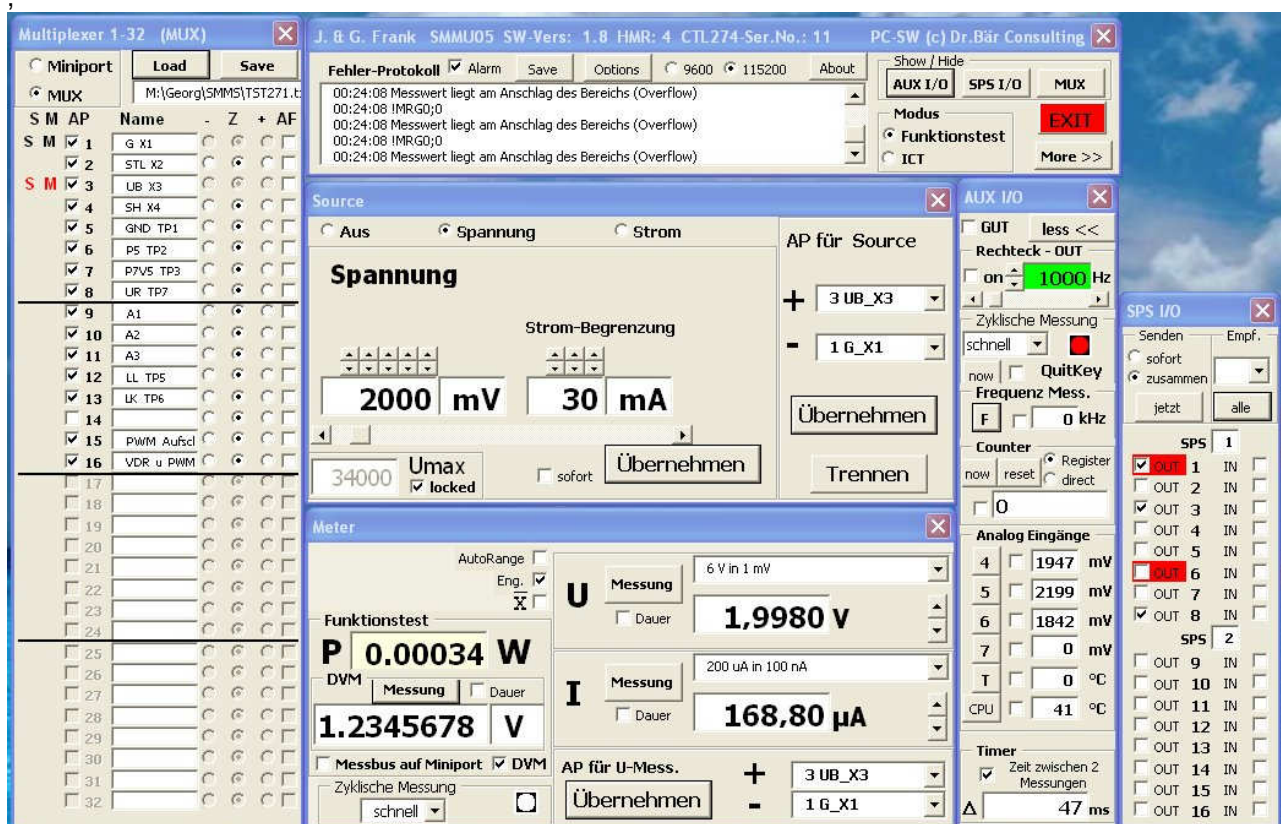 Multiplexer 1-32 (MUX)
Miniport
Load
Save
MUX
M:\Georg\SMMS\TST271.t
S M AP Name - Z + AF
S M 1 G X1
2 STL X2
S M 3 UB X3
4 SH X4
5 GND TP1
6 P5 TP2
7 P7V5 TP3
8 UR TP7
9 A1
10 A2
11 A3
12 LL TP5
13 LK TP6
14
15 PWM Aufscl
16 VDR u PWM
17
18
19
20
21
22
23
24
25
26
27
28
29
30
31
32
J. & G. Frank SMMU05 SW-Vers: 1.8 HMR: 4 CTL274-Ser.No.: 11 PC-SW (c) Dr.Bär Consulting
Fehler-Protokoll
Alarm
Save
Options
9600
115200
About
00:24:08 Messwert liegt am Anschlag des Bereichs (Overflow)
00:24:08 !MRG0;0
00:24:08 Messwert liegt am Anschlag des Bereichs (Overflow)
00:24:08 !MRG0;0
00:24:08 Messwert liegt am Anschlag des Bereichs (Overflow)
Show / Hide
AUX I/O
SPS I/O
MUX
Modus
Funktionstest
ICT
EXIT
More >>
Source
Aus
Spannung
Strom
Spannung
Strom-Begrenzung
2000 mV
30 mA
34000
Umax
locked
sofort
Übernehmen
AP für Source
+ 3 UB_X3
- 1 G_X1
Übernehmen
Trennen
Meter
AutoRange
Eng.
X
Funktionstest
P 0.00034 W
DVM
Messung
Dauer
1.2345678 V
Messbus auf Miniport
DVM
Zyklische Messung
schnell
U
Messung
Dauer
6 V in 1 mV
1,9980 V
I
Messung
Dauer
200 uA in 100 nA
168,80 µA
AP für U-Mess.
Übernehmen
+ 3 UB_X3
- 1 G_X1
AUX I/O
GUT
less <<
Rechteck - OUT
on 1000 Hz
Zyklische Messung
schnell
now
QuitKey
Frequenz Mess.
F 0 kHz
Counter
now
reset
Register
direct
0
Analog Eingänge
4 1947 mV
5 2199 mV
6 1842 mV
7 0 mV
T 0 °C
CPU 41 °C
Timer
Zeit zwischen 2
Messungen
Δ 47 ms
SPS I/O
Senden
Empf.
sofort
zusammen
jetzt
alle
SPS 1
OUT 1 IN
OUT 2 IN
OUT 3 IN
OUT 4 IN
OUT 5 IN
OUT 6 IN
OUT 7 IN
OUT 8 IN
SPS 2
OUT 9 IN
OUT 10 IN
OUT 11 IN
OUT 12 IN
OUT 13 IN
OUT 14 IN
OUT 15 IN
OUT 16 IN